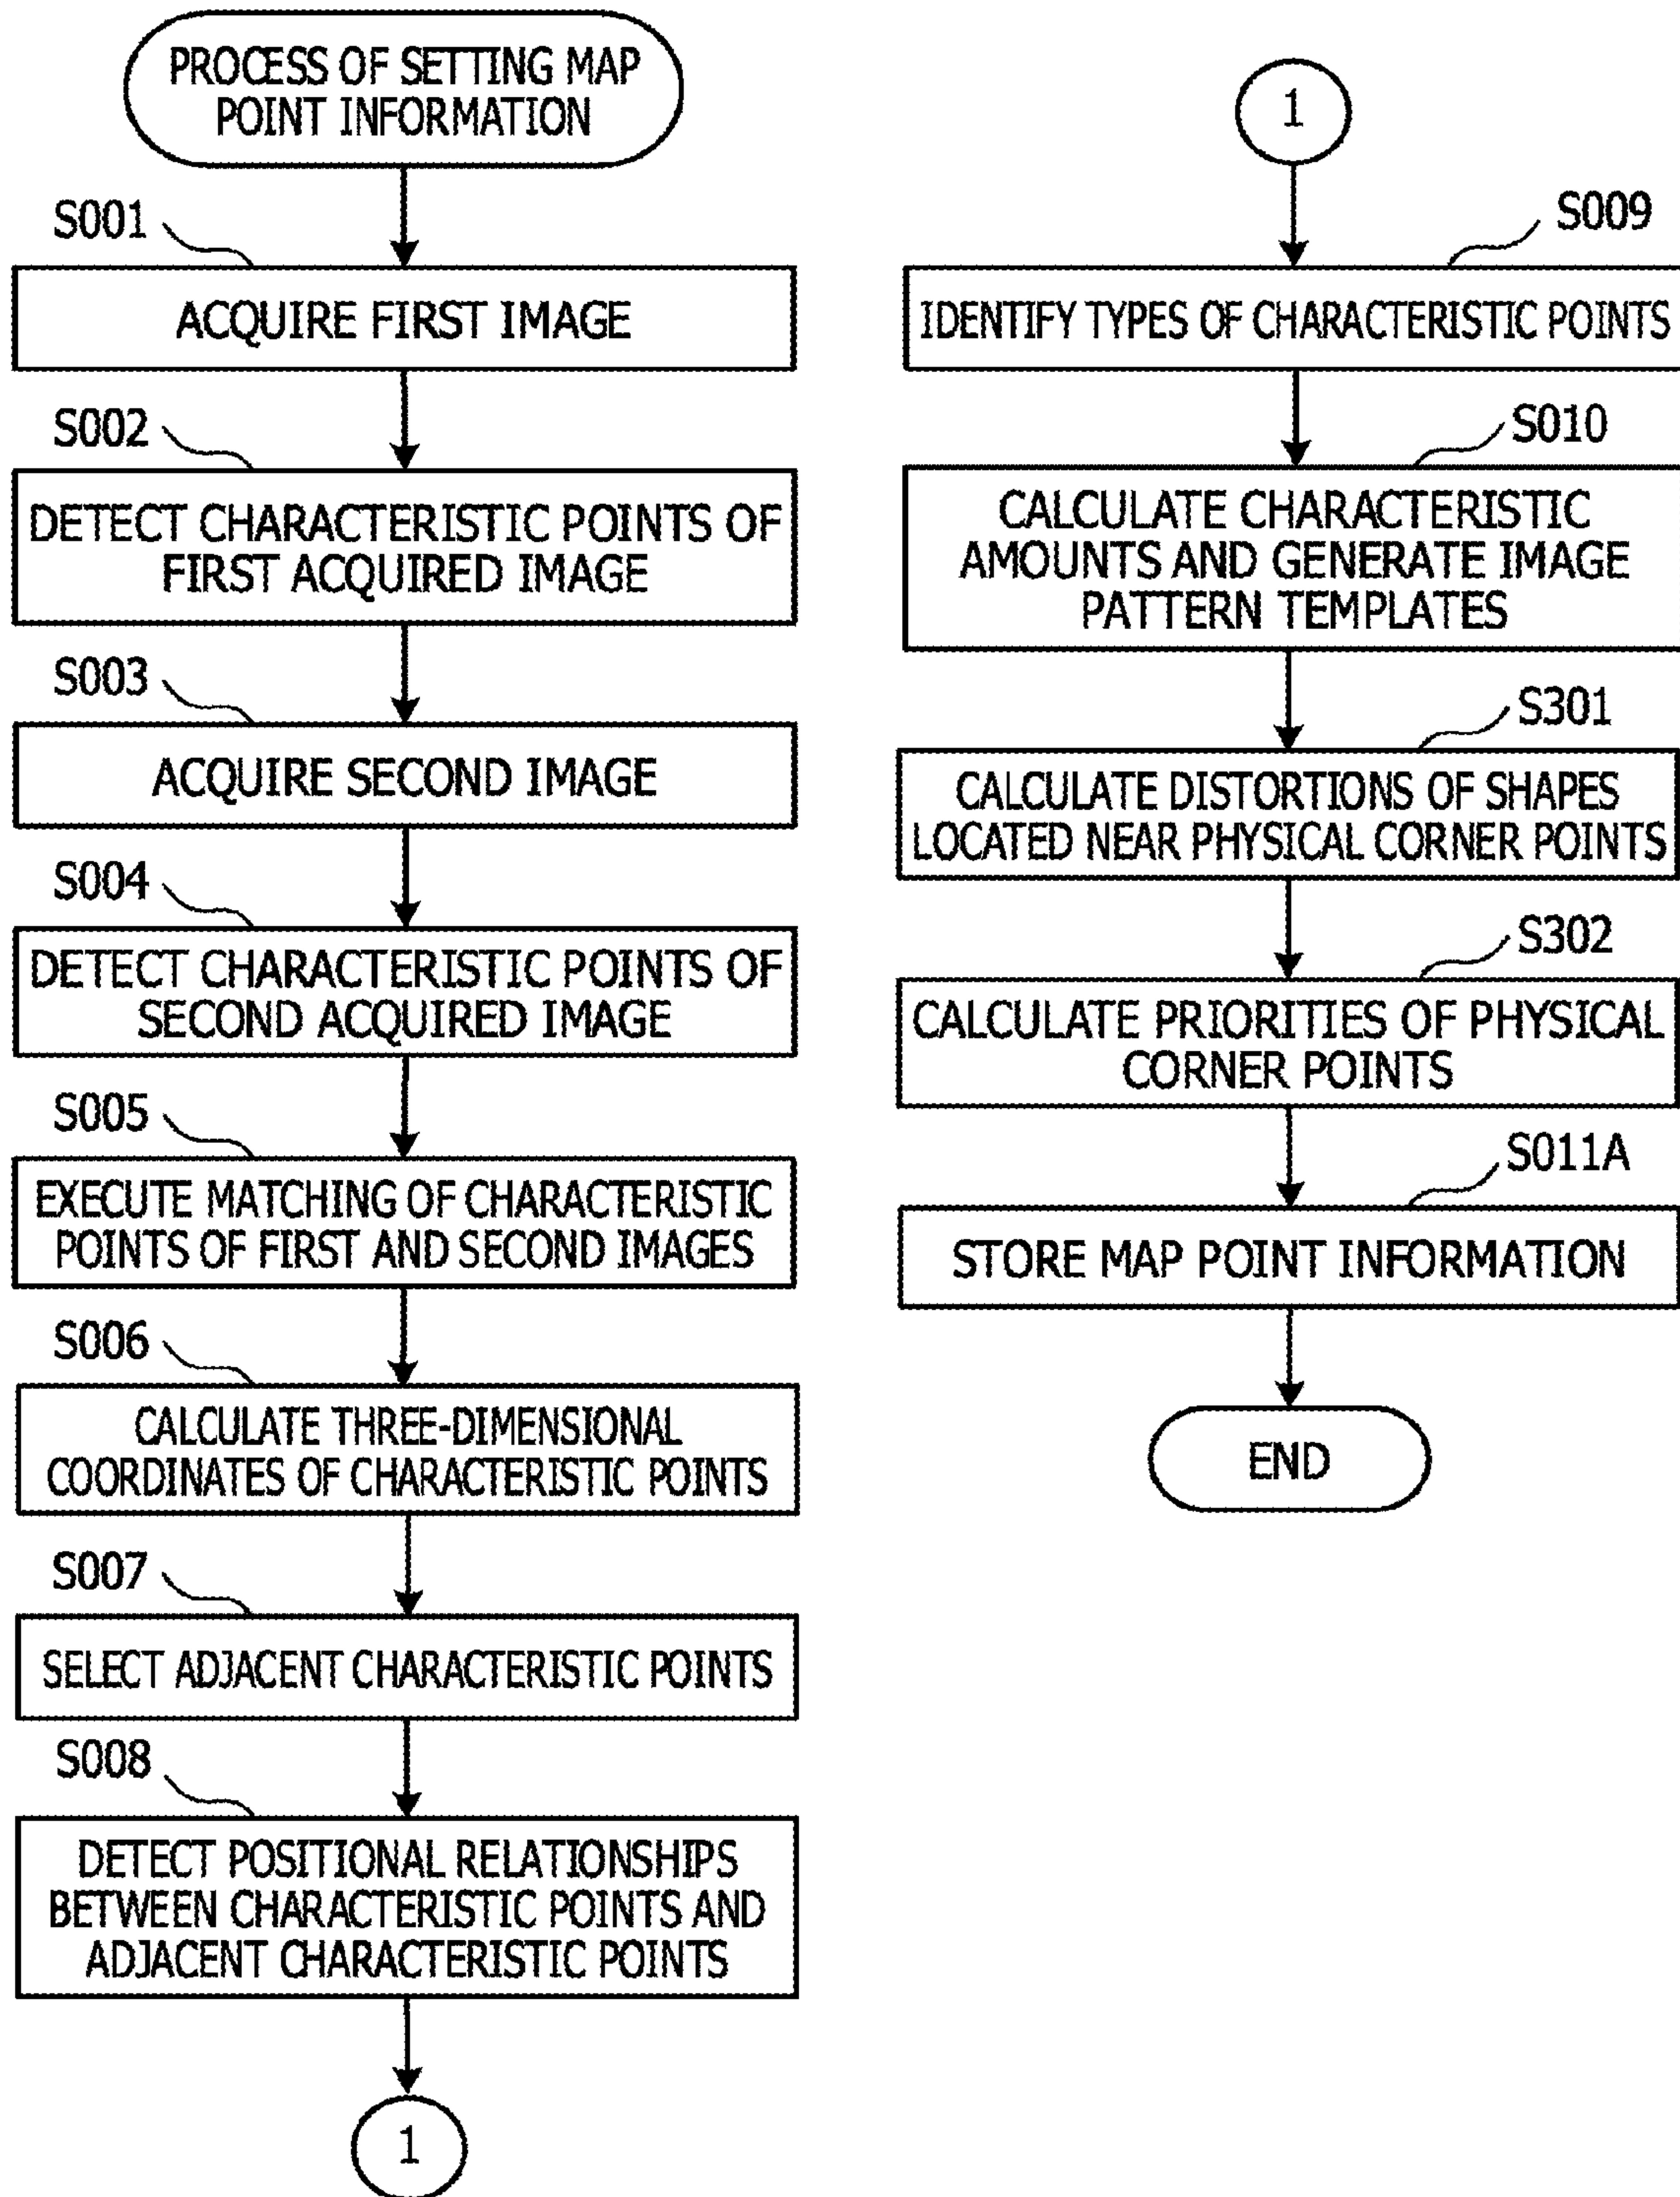 PROCESS OF SETTING MAP
POINT INFORMATION
S001
ACQUIRE FIRST IMAGE
S002
DETECT CHARACTERISTIC POINTS OF
FIRST ACQUIRED IMAGE
S003
ACQUIRE SECOND IMAGE
S004
DETECT CHARACTERISTIC POINTS OF
SECOND ACQUIRED IMAGE
S005
EXECUTE MATCHING OF CHARACTERISTIC
POINTS OF FIRST AND SECOND IMAGES
S006
CALCULATE THREE-DIMENSIONAL
COORDINATES OF CHARACTERISTIC POINTS
S007
SELECT ADJACENT CHARACTERISTIC POINTS
S008
DETECT POSITIONAL RELATIONSHIPS
BETWEEN CHARACTERISTIC POINTS AND
ADJACENT CHARACTERISTIC POINTS
1
1
S009
IDENTIFY TYPES OF CHARACTERISTIC POINTS
S010
CALCULATE CHARACTERISTIC
AMOUNTS AND GENERATE IMAGE
PATTERN TEMPLATES
S301
CALCULATE DISTORTIONS OF SHAPES
LOCATED NEAR PHYSICAL CORNER POINTS
S302
CALCULATE PRIORITIES OF PHYSICAL
CORNER POINTS
S011A
STORE MAP POINT INFORMATION
END